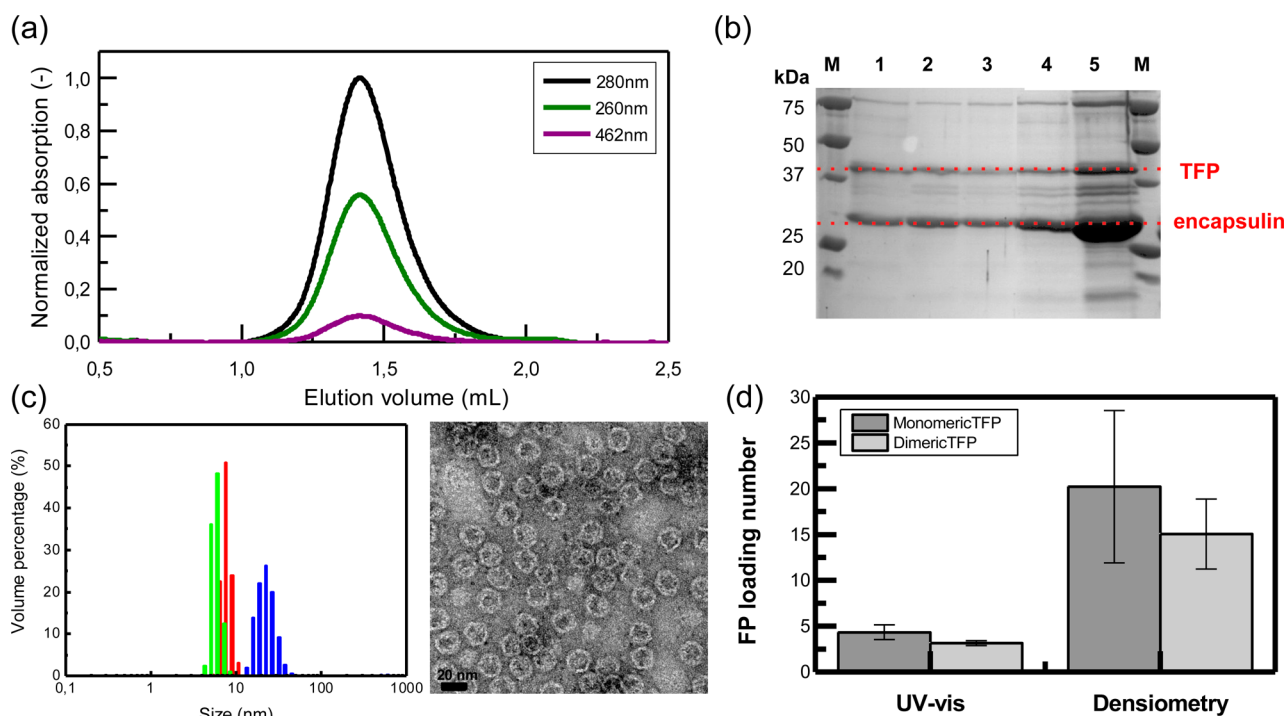 (a)
Normalized absorption (-)
1,0
0,8
0,6
0,4
0,2
0,0
0,5
1,0
1,5
2,0
2,5
Elution volume (mL)
280nm
260nm
462nm
(b)
kDa
M 1 2 3 4 5 M
75
50
37
25
20
TFP
encapsulin
(c)
Volume percentage (%)
60
50
40
30
20
10
0
0,1 1 10 100 1000
Size (nm)
20 nm
(d)
FP loading number
30
25
20
15
10
5
0
MonomericTFP
DimericTFP
UV-vis
Densiometry